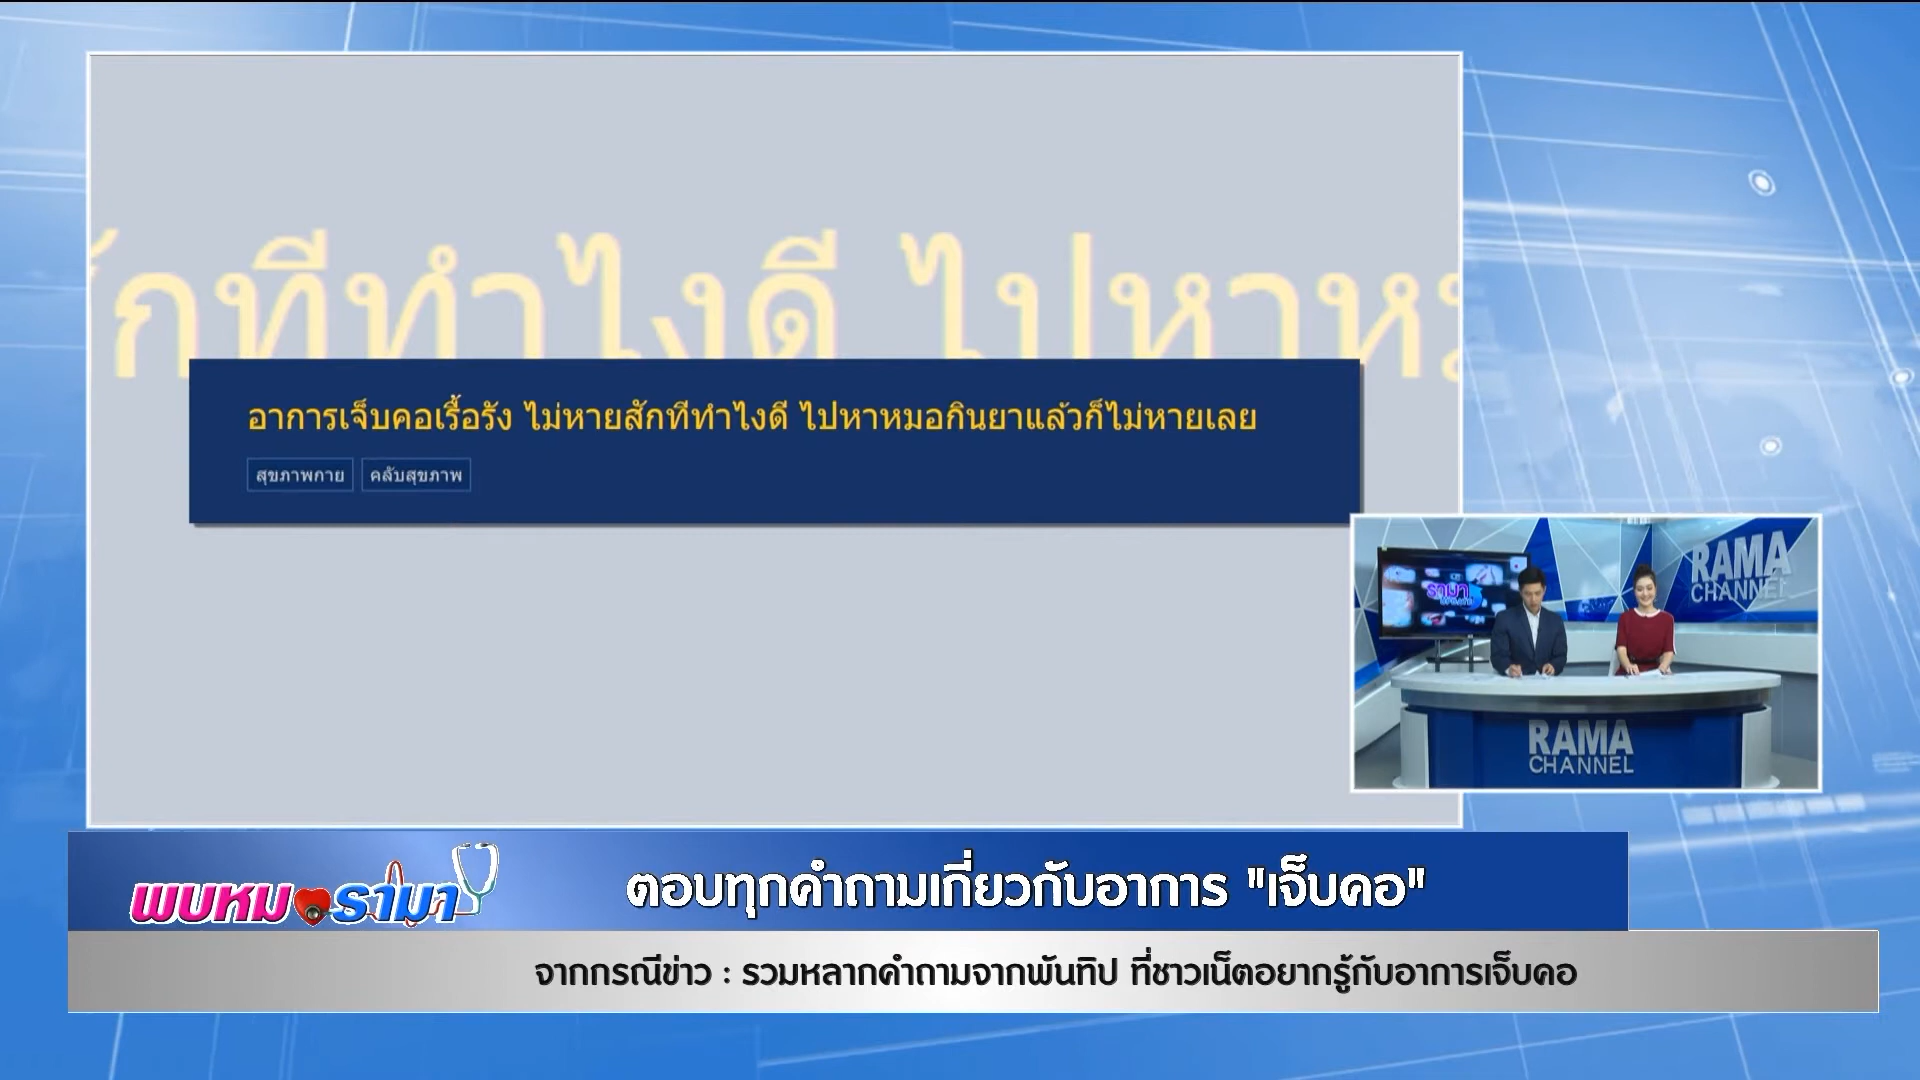 ักทีทำไงดี ไปหาห
อาการเจ็บคอเรื้อรัง ไม่หายสักทีทำไงดี ไปหาหมอกินยาแล้วก็ไม่หายเลย
สุขภาพกาย คลับสุขภาพ
รามา
RAMA
CHANNEL
RAMA
CHANNEL
พบหมอรามา
ตอบทุกคำถามเกี่ยวกับอาการ "เจ็บคอ"
จากกรณีข่าว : รวมหลากคำถามจากพันทิป ที่ชาวเน็ตอยากรู้กับอาการเจ็บคอ